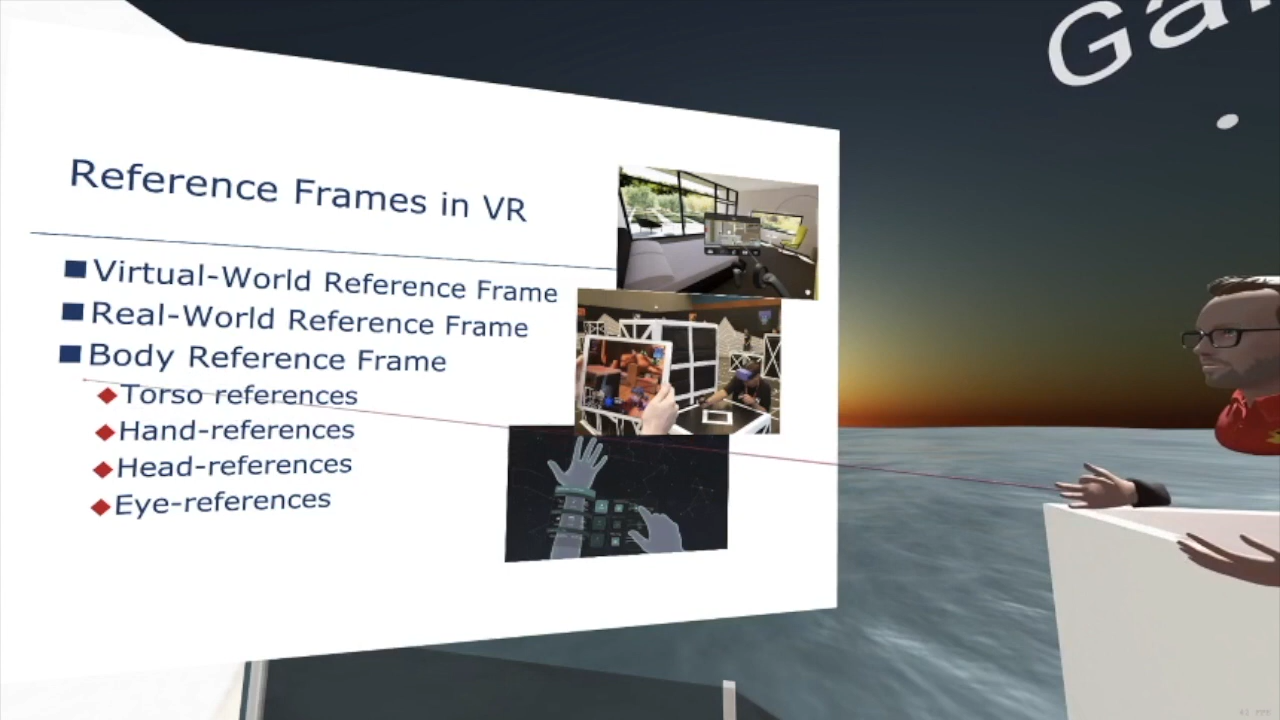 Reference Frames in VR
Virtual-World Reference Frame
Real-World Reference Frame
Body Reference Frame
Torso references
Hand-references
Head-references
Eye-references